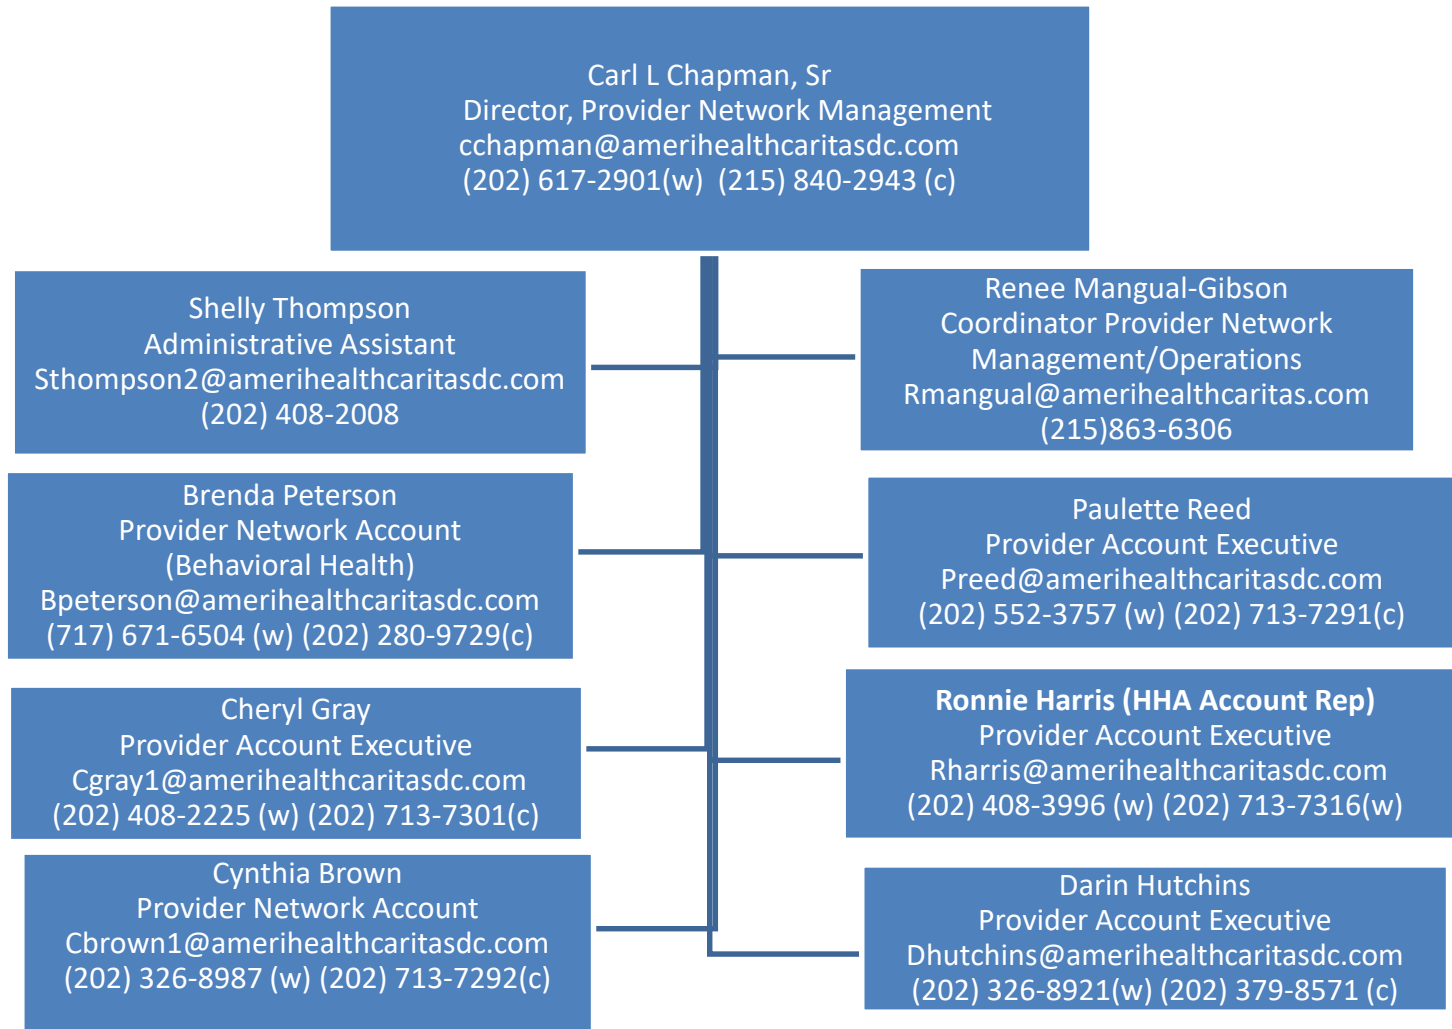 Carl L Chapman, Sr
Director, Provider Network Management
cchapman@amerihealthcaritasdc.com
(202) 617-2901(w)  (215) 840-2943 (c)
Shelly Thompson
Administrative Assistant
Sthompson2@amerihealthcaritasdc.com
(202) 408-2008
Renee Mangual-Gibson
Coordinator Provider Network
Management/Operations
Rmangual@amerihealthcaritas.com
(215)863-6306
Brenda Peterson
Provider Network Account
(Behavioral Health)
Bpeterson@amerihealthcaritasdc.com
(717) 671-6504 (w) (202) 280-9729(c)
Paulette Reed
Provider Account Executive
Preed@amerihealthcaritasdc.com
(202) 552-3757 (w) (202) 713-7291(c)
Cheryl Gray
Provider Account Executive
Cgray1@amerihealthcaritasdc.com
(202) 408-2225 (w) (202) 713-7301(c)
Ronnie Harris (HHA Account Rep)
Provider Account Executive
Rharris@amerihealthcaritasdc.com
(202) 408-3996 (w) (202) 713-7316(w)
Cynthia Brown
Provider Network Account
Cbrown1@amerihealthcaritasdc.com
(202) 326-8987 (w) (202) 713-7292(c)
Darin Hutchins
Provider Account Executive
Dhutchins@amerihealthcaritasdc.com
(202) 326-8921(w) (202) 379-8571 (c)